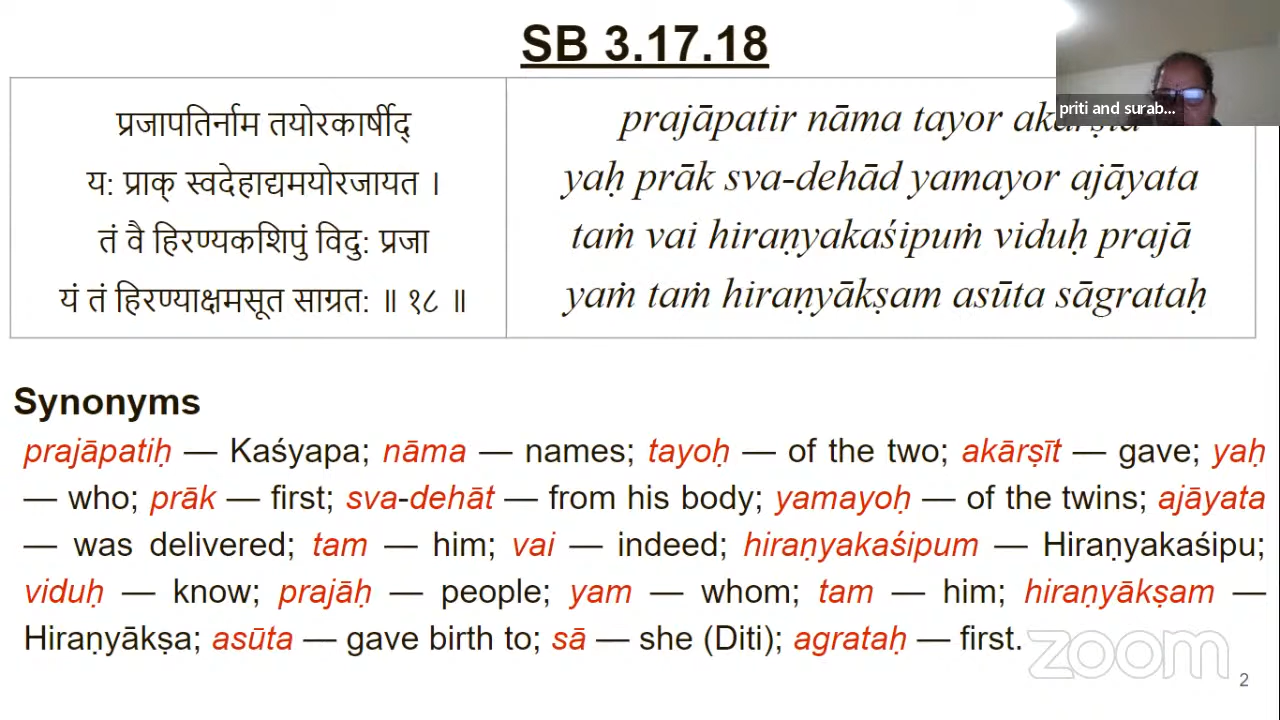 SB 3.17.18
priti and surab...
प्रजापतिर्नाम तयोरकार्षीद्
य: प्राक् स्वदेहाद्यमयोरजायत ।
तं वै हिरण्यकशिपुं विदु: प्रजा
यं तं हिरण्याक्षमसूत साग्रत: ॥ १८ ॥
prajāpatir nāma tayor
yaḥ prāk sva-dehād yamayor ajāyata
taṁ vai hiraṇyakaśipuṁ viduḥ prajā
yaṁ taṁ hiraṇyākṣam asūta sāgrataḥ
Synonyms
prajāpatiḥ — Kaśyapa; nāma — names; tayoḥ — of the two; akārṣīt — gave; yaḥ
— who; prāk — first; sva-dehāt — from his body; yamayoḥ — of the twins; ajāyata
— was delivered; tam — him; vai — indeed; hiraṇyakaśipum — Hiraṇyakaśipu;
viduḥ — know; prajāḥ — people; yam — whom; tam — him; hiraṇyākṣam —
Hiraṇyākṣa; asūta — gave birth to; sā — she (Diti); agrataḥ — first.
zoom
2